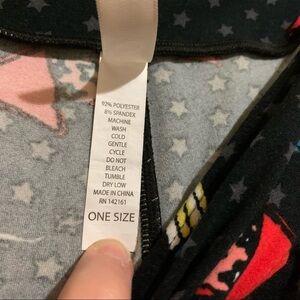 92% POLYESTER
8% SPANDEX
MACHINE
WASH
COLD
GENTLE
CYCLE
DO NOT
BLEACH
TUMBLE
DRY LOW
MADE IN CHINA
RN 142161
ONE SIZE